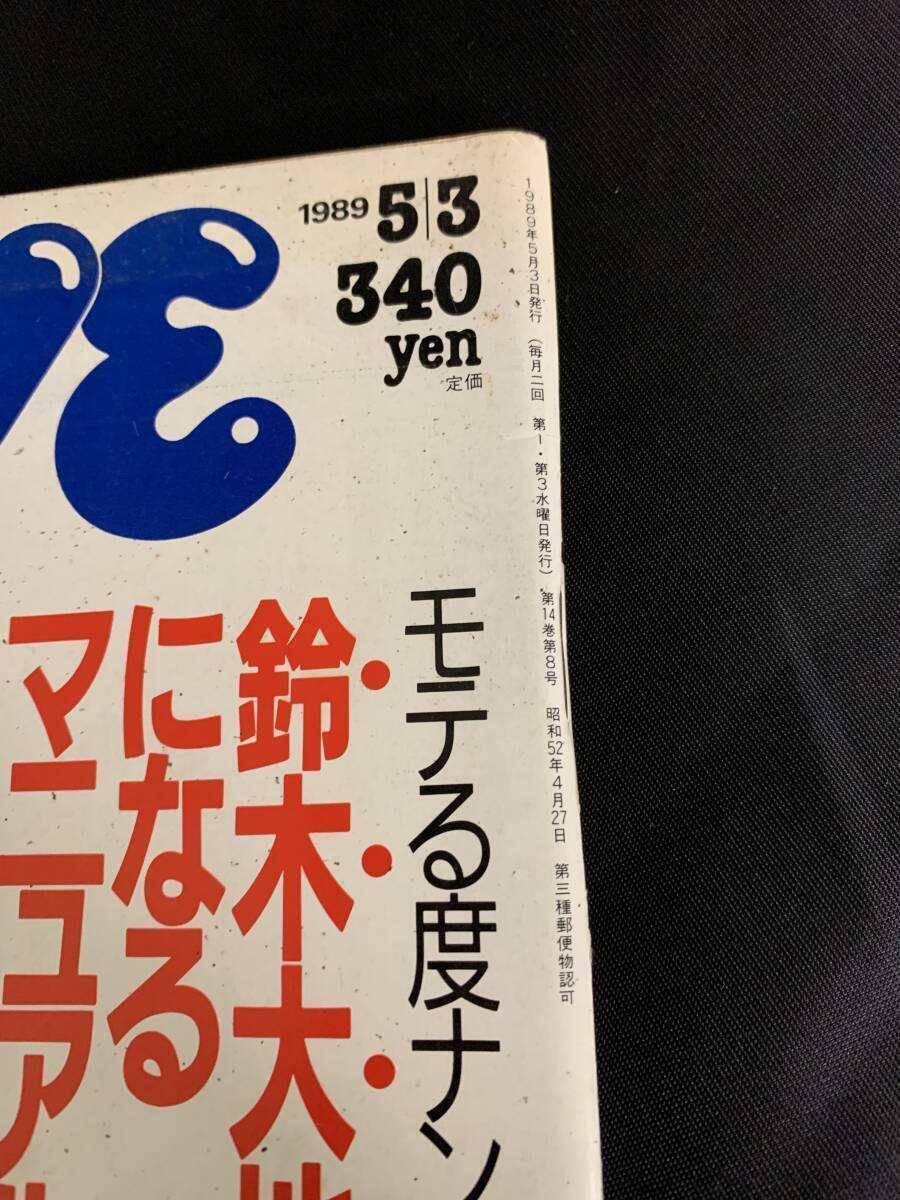 VE
1989 5|3
340
yen
定価
1989年5月3日発行 (毎月二回 第1・第3水曜日発行)・第14巻第8号 昭和52年4月27日 第三種郵便物認可
モテる度ナン
鈴木大地
になる
マニュアル